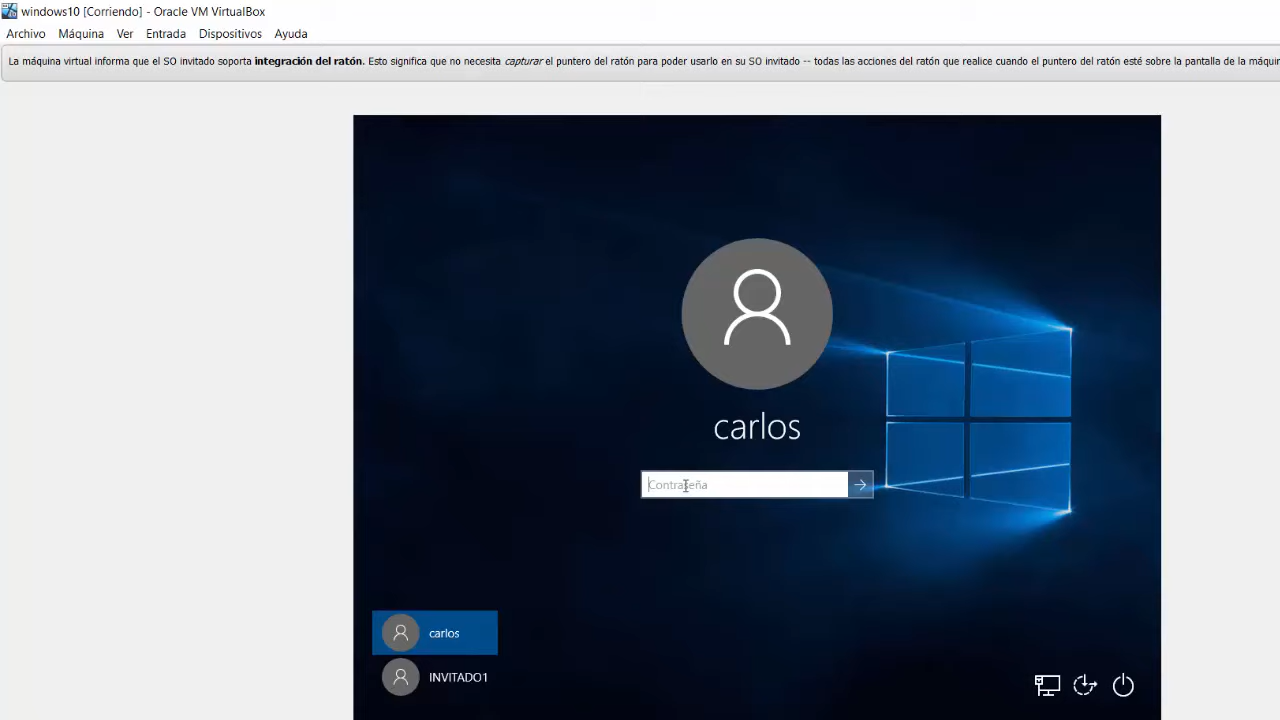 windows10 [Corriendo] - Oracle VM VirtualBox
Archivo Máquina Ver Entrada Dispositivos Ayuda
La máquina virtual informa que el SO invitado soporta integración del ratón. Esto significa que no necesita capturar el puntero del ratón para poder usarlo en su SO invitado -- todas las acciones del ratón que realice cuando el puntero del ratón esté sobre la pantalla de la máquin
carlos
Contraseña
carlos
INVITADO1